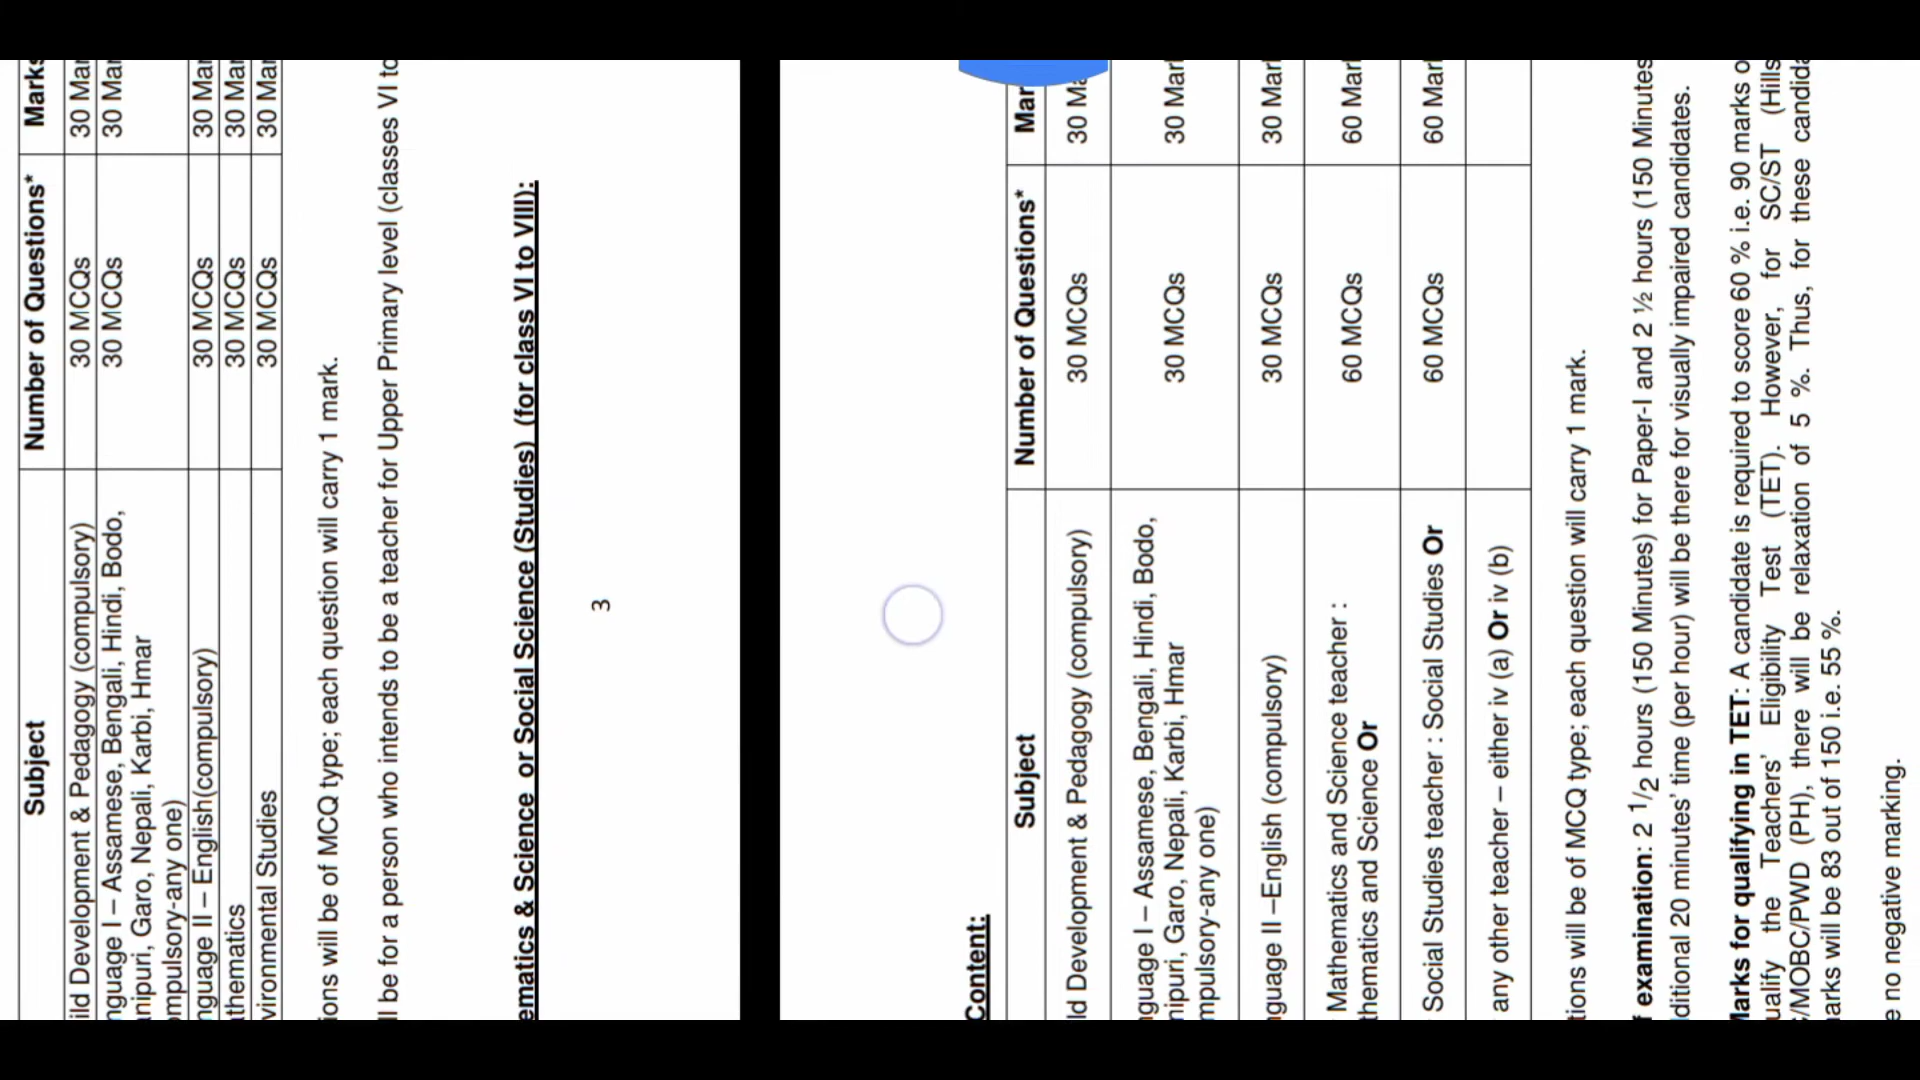 Subject Number of Questions* Marks
ild Development & Pedagogy (compulsory) 30 MCQs 30 Mar
nguage I – Assamese, Bengali, Hindi, Bodo, 30 MCQs 30 Mar
anipuri, Garo, Nepali, Karbi, Hmar
ompulsory-any one)
nguage II – English(compulsory) 30 MCQs 30 Mar
athematics 30 MCQs 30 Mar
vironmental Studies 30 MCQs 30 Mar
ions will be of MCQ type; each question will carry 1 mark.
ll be for a person who intends to be a teacher for Upper Primary level (classes VI to
ematics & Science or Social Science (Studies) (for class VI to VIII):
3
Content:
Subject Number of Questions* Mar
ld Development & Pedagogy (compulsory) 30 MCQs 30 Ma
nguage I – Assamese, Bengali, Hindi, Bodo, 30 MCQs 30 Mar
nipuri, Garo, Nepali, Karbi, Hmar
mpulsory-any one)
nguage II –English (compulsory) 30 MCQs 30 Mar
Mathematics and Science teacher : 60 MCQs 60 Mar
thematics and Science Or
Social Studies teacher : Social Studies Or 60 MCQs 60 Mar
any other teacher – either iv (a) Or iv (b)
tions will be of MCQ type; each question will carry 1 mark.
f examination: 2 1/2 hours (150 Minutes) for Paper-I and 2 ½ hours (150 Minutes
ditional 20 minutes' time (per hour) will be there for visually impaired candidates.
Marks for qualifying in TET: A candidate is required to score 60 % i.e. 90 marks o
ualify the Teachers' Eligibility Test (TET). However, for SC/ST (Hills
/MOBC/PWD (PH), there will be relaxation of 5 %. Thus, for these candida
arks will be 83 out of 150 i.e. 55 %.
e no negative marking.